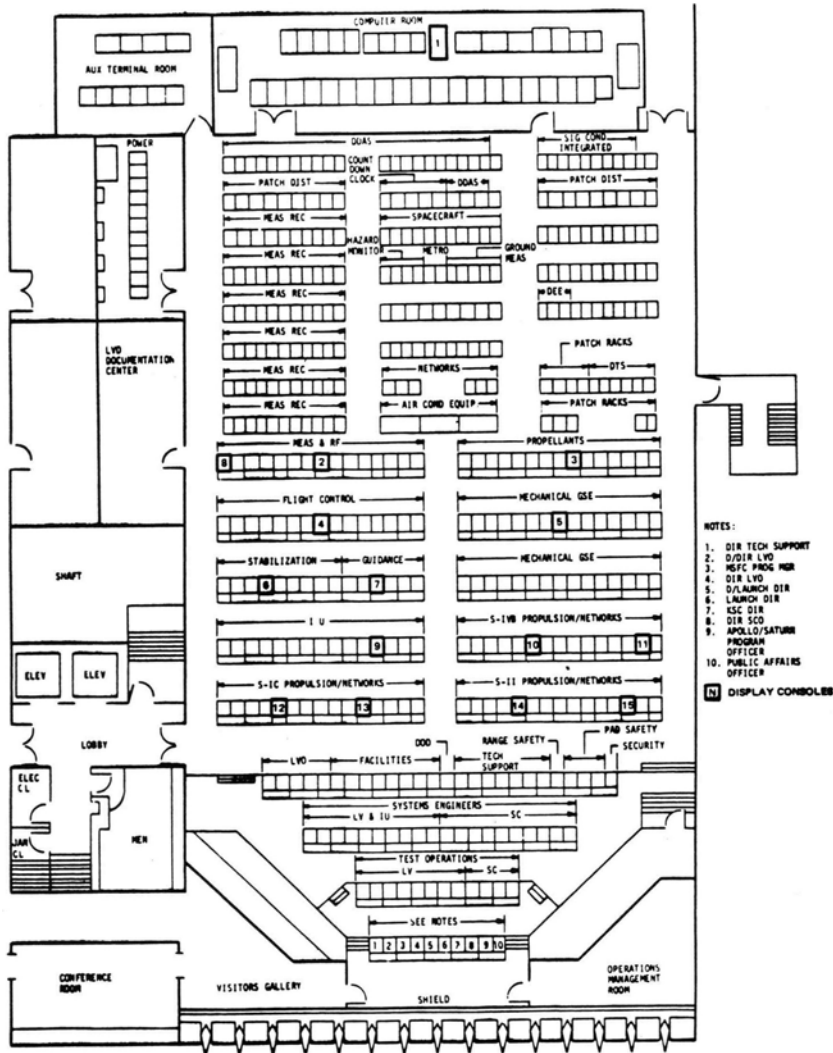 COMPUTER ROOM
1
AUX TERMINAL ROOM
POWER
DDAS
SIG COND
INTEGRATED
COUNT
DOWN
CLOCK
PATCH DIST
DDAS
PATCH DIST
MEAS REC
SPACECRAFT
HAZARD
MONITOR
METRO
GROUND
MEAS
MEAS REC
DEE
MEAS REC
MEAS REC
LVO
DOCUMENTATION
CENTER
PATCH RACKS
MEAS REC
NETWORKS
DTS
MEAS REC
AIR COND EQUIP
PATCH RACKS
MEAS & RF
PROPELLANTS
8
2
3
FLIGHT CONTROL
MECHANICAL GSE
4
5
STABILIZATION
GUIDANCE
MECHANICAL GSE
6
7
SHAFT
IU
S-IVB PROPULSION/NETWORKS
9
10
11
ELEV
ELEV
S-IC PROPULSION/NETWORKS
S-II PROPULSION/NETWORKS
12
13
14
15
NOTES:
1. DIR TECH SUPPORT
2. D/DIR LVO
3. MSFC PROG MGR
4. DIR LVO
5. D/LAUNCH DIR
6. LAUNCH DIR
7. KSC DIR
8. DIR SCO
9. APOLLO/SATURN
PROGRAM
OFFICER
10. PUBLIC AFFAIRS
OFFICER
N DISPLAY CONSOLES
LOBBY
DOD
RANGE SAFETY
PAD SAFETY
SECURITY
LVO
FACILITIES
TECH
SUPPORT
ELEC
CL
SYSTEMS ENGINEERS
LV & IU
SC
JAN
CL
MEN
TEST OPERATIONS
LV
SC
SEE NOTES
1 2 3 4 5 6 7 8 9 10
CONFERENCE
ROOM
VISITORS GALLERY
SHIELD
OPERATIONS
MANAGEMENT
ROOM